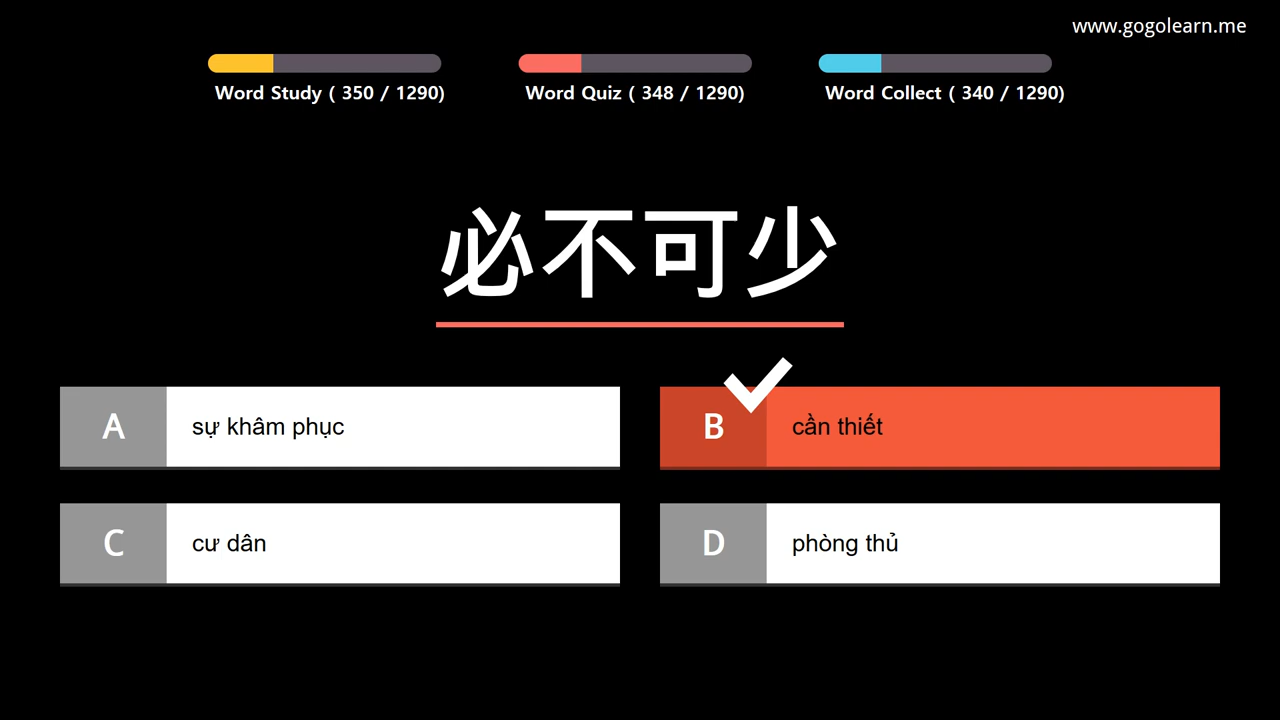 www.gogolearn.me
Word Study ( 350 / 1290)
Word Quiz ( 348 / 1290)
Word Collect ( 340 / 1290)
必不可少
A sự khâm phục
B cần thiết
C cư dân
D phòng thủ